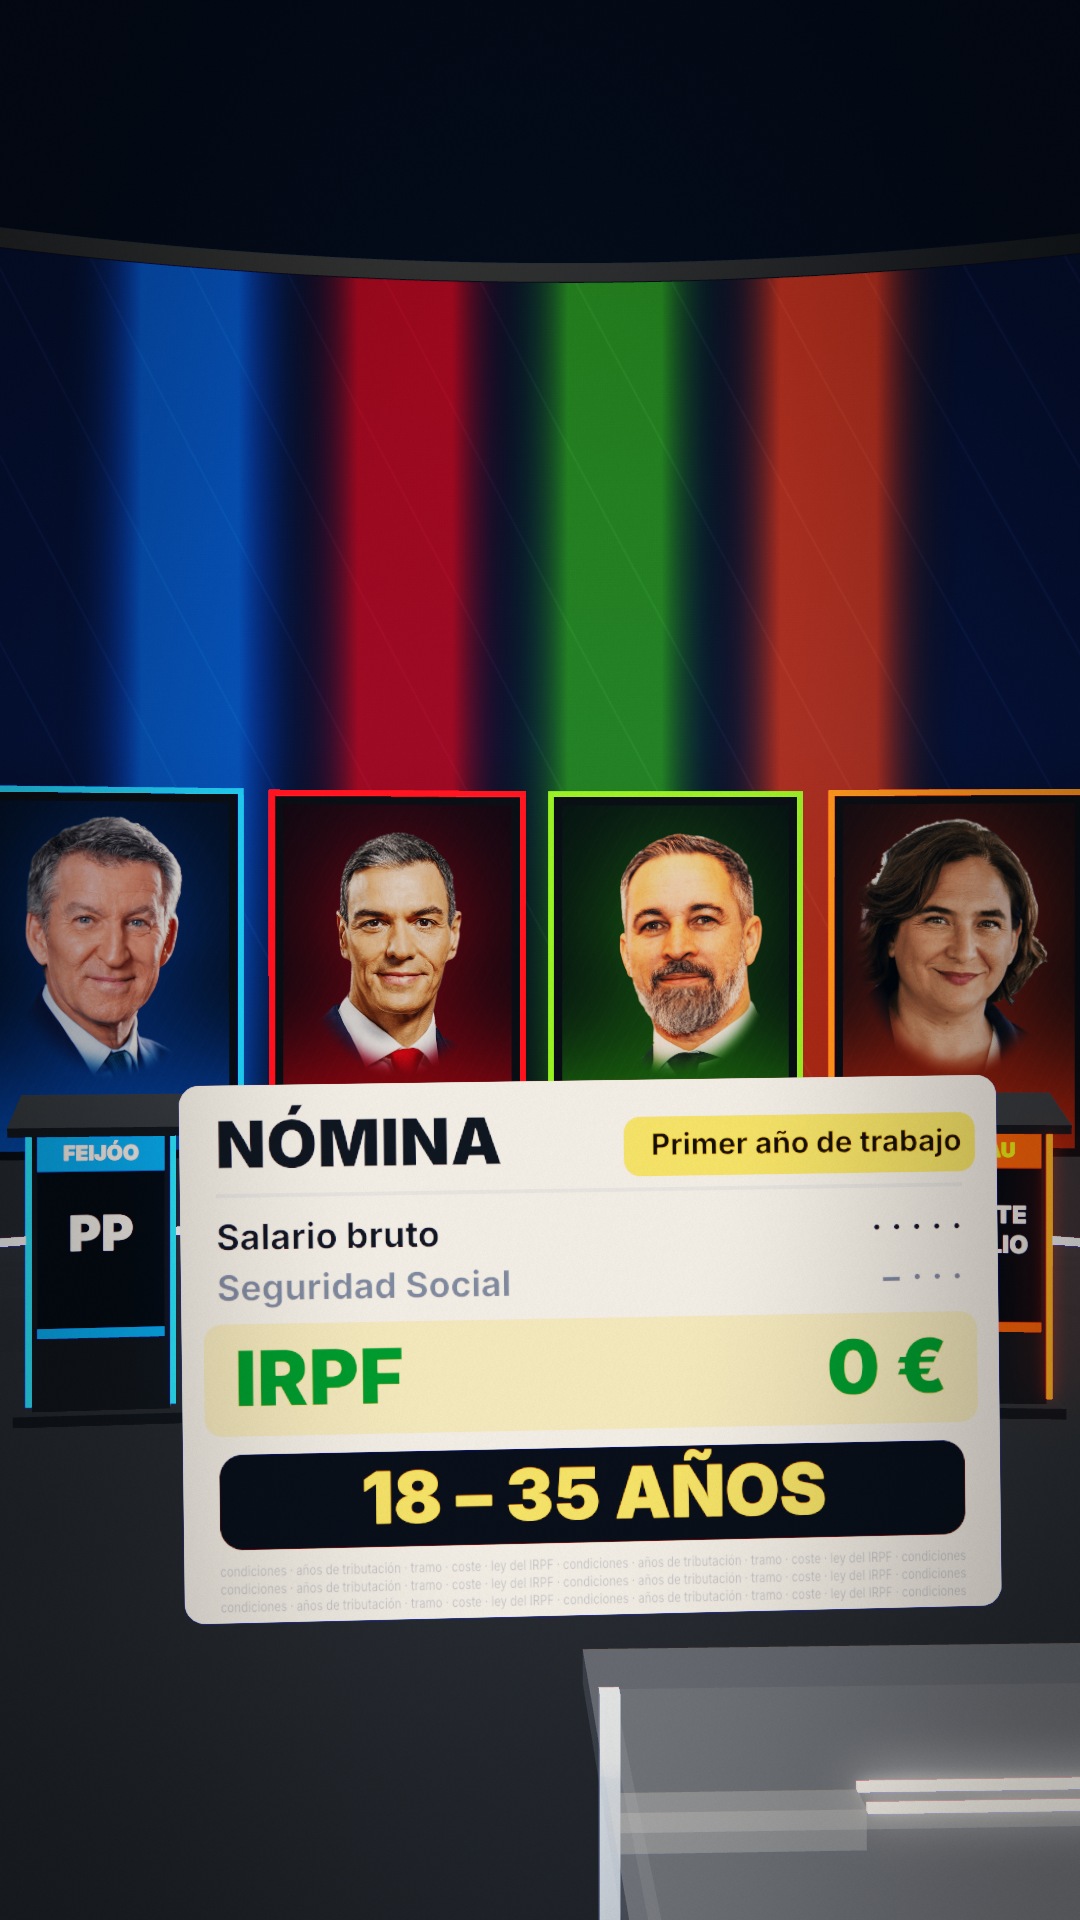 FEIJÓO
PP
AU
TE
LIO
NÓMINA
Primer año de trabajo
Salario bruto
· · · · ·
Seguridad Social
– · · ·
IRPF
0 €
18 – 35 AÑOS
condiciones · años de tributación · tramo · coste · ley del IRPF · condiciones · años de tributación · tramo · coste · ley del IRPF · condiciones
condiciones · años de tributación · tramo · coste · ley del IRPF · condiciones · años de tributación · tramo · coste · ley del IRPF · condiciones
condiciones · años de tributación · tramo · coste · ley del IRPF · condiciones · años de tributación · tramo · coste · ley del IRPF · condiciones